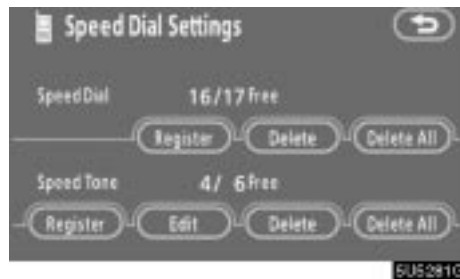 Speed Dial Settings
Speed Dial 16/17 Free
Register Delete Delete All
Speed Tone 4/ 6 Free
Register Edit Delete Delete All
5U5281G